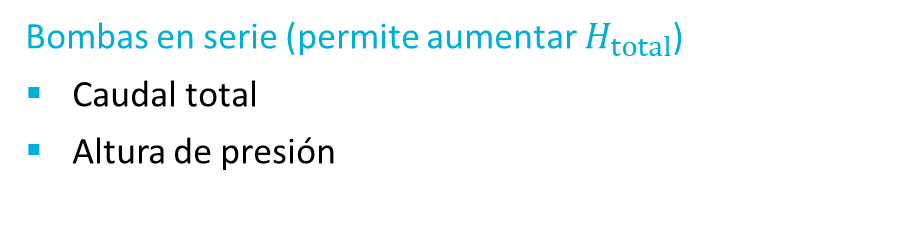 Bombas en serie (permite aumentar H_total)
▪ Caudal total
▪ Altura de presión